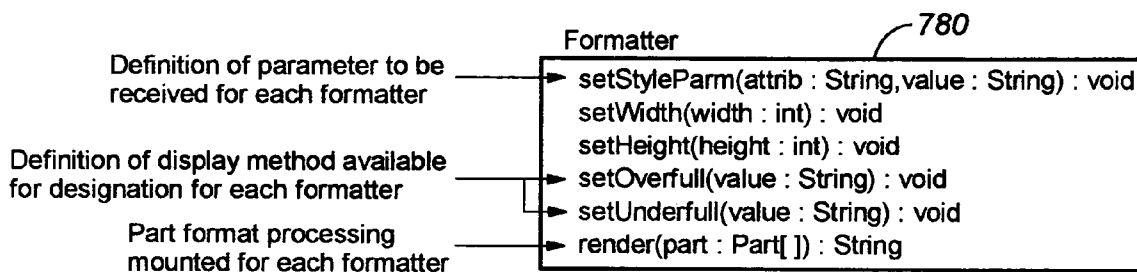 780
Formatter
Definition of parameter to be
received for each formatter
setStyleParm(attrib : String,value : String) : void
setWidth(width : int) : void
setHeight(height : int) : void
Definition of display method available
for designation for each formatter
setOverfull(value : String) : void
setUnderfull(value : String) : void
Part format processing
mounted for each formatter
render(part : Part[ ]) : String